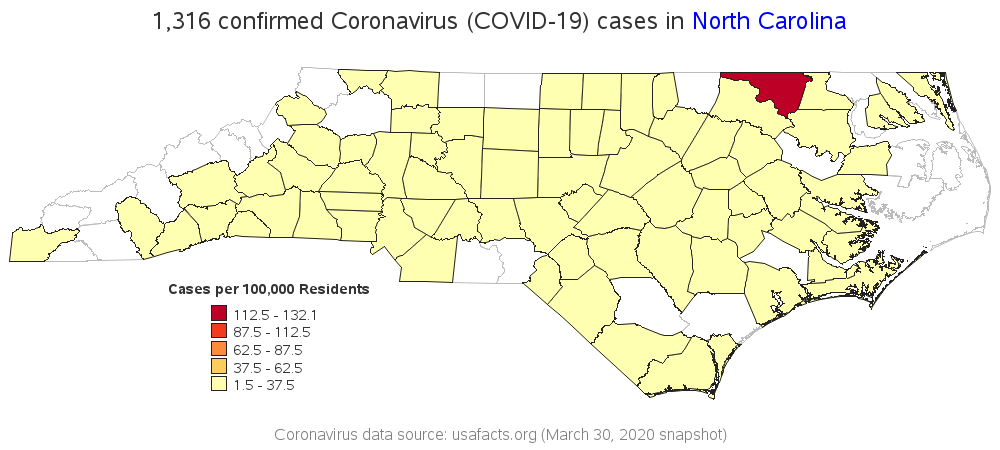 1,316 confirmed Coronavirus (COVID-19) cases in North Carolina
Cases per 100,000 Residents
112.5 - 132.1
87.5 - 112.5
62.5 - 87.5
37.5 - 62.5
1.5 - 37.5
Coronavirus data source: usafacts.org (March 30, 2020 snapshot)